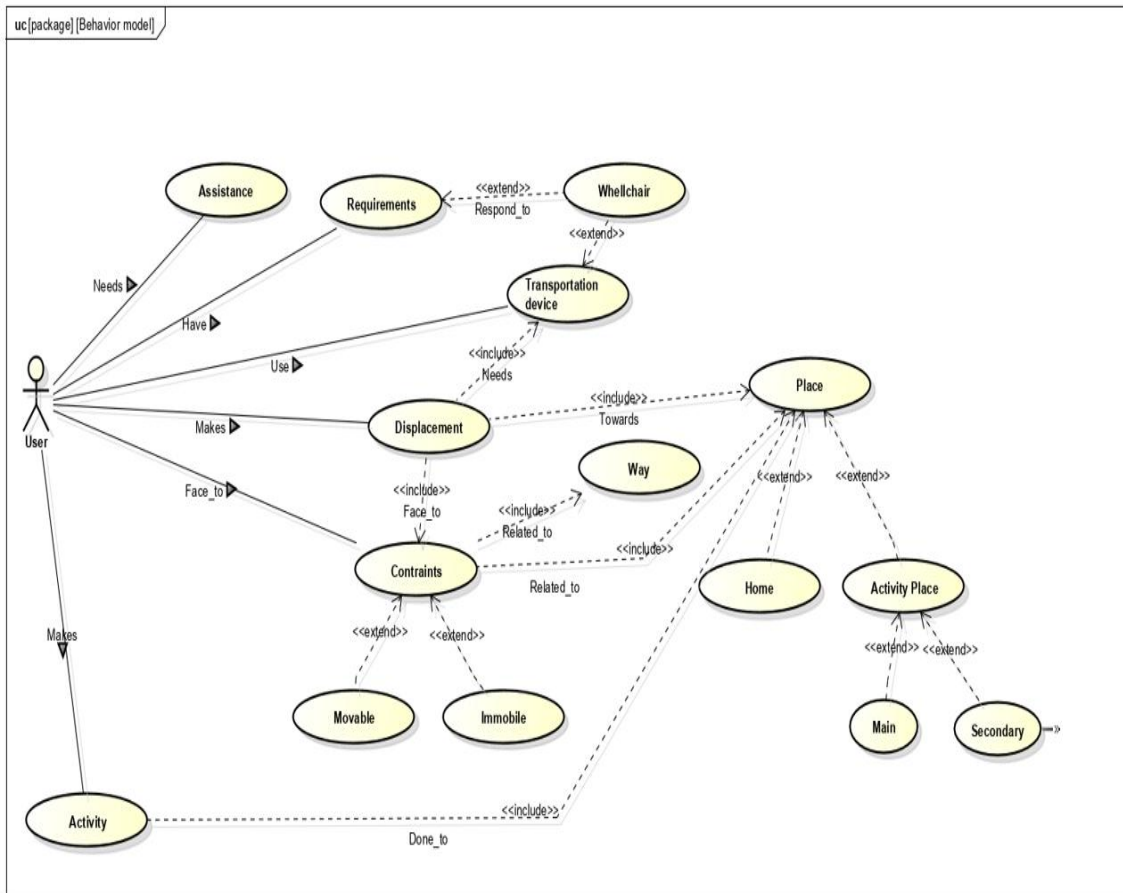 uc [package] [Behavior model]
Assistance
Requirements
<<extend>>
Respond_to
Whellchair
<<extend>>
Needs
Transportation
device
Have
<<include>>
Needs
Use
Place
<<include>>
Towards
Makes
Displacement
User
Way
<<include>>
Face_to
Face_to
<<include>>
Related_to
<<extend>>
<<extend>>
<<include>>
Contraints
Related_to
Home
Activity Place
Makes
<<extend>>
<<extend>>
<<extend>>
<<extend>>
Movable
Immobile
Main
Secondary
<<include>>
Activity
Done_to